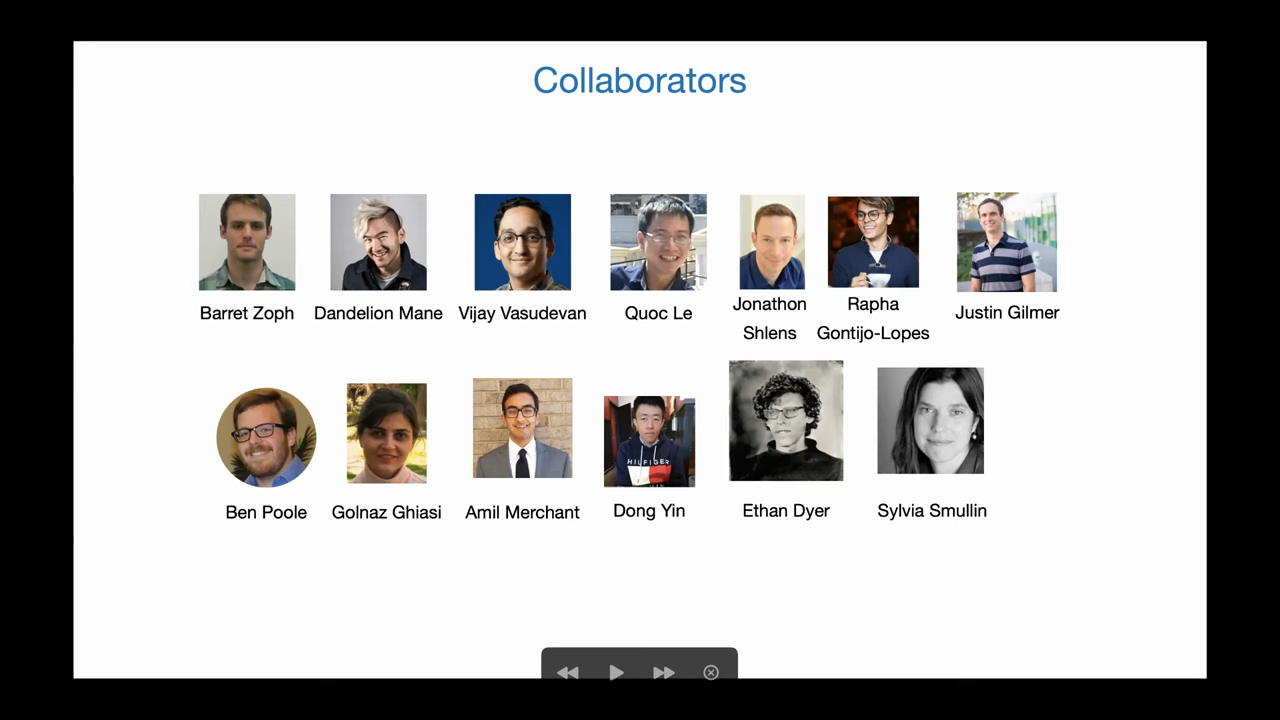 Collaborators
Barret Zoph
Dandelion Mane
Vijay Vasudevan
Quoc Le
Jonathon
Shlens
Rapha
Gontijo-Lopes
Justin Gilmer
HILFIGER
Ben Poole
Golnaz Ghiasi
Amil Merchant
Dong Yin
Ethan Dyer
Sylvia Smullin